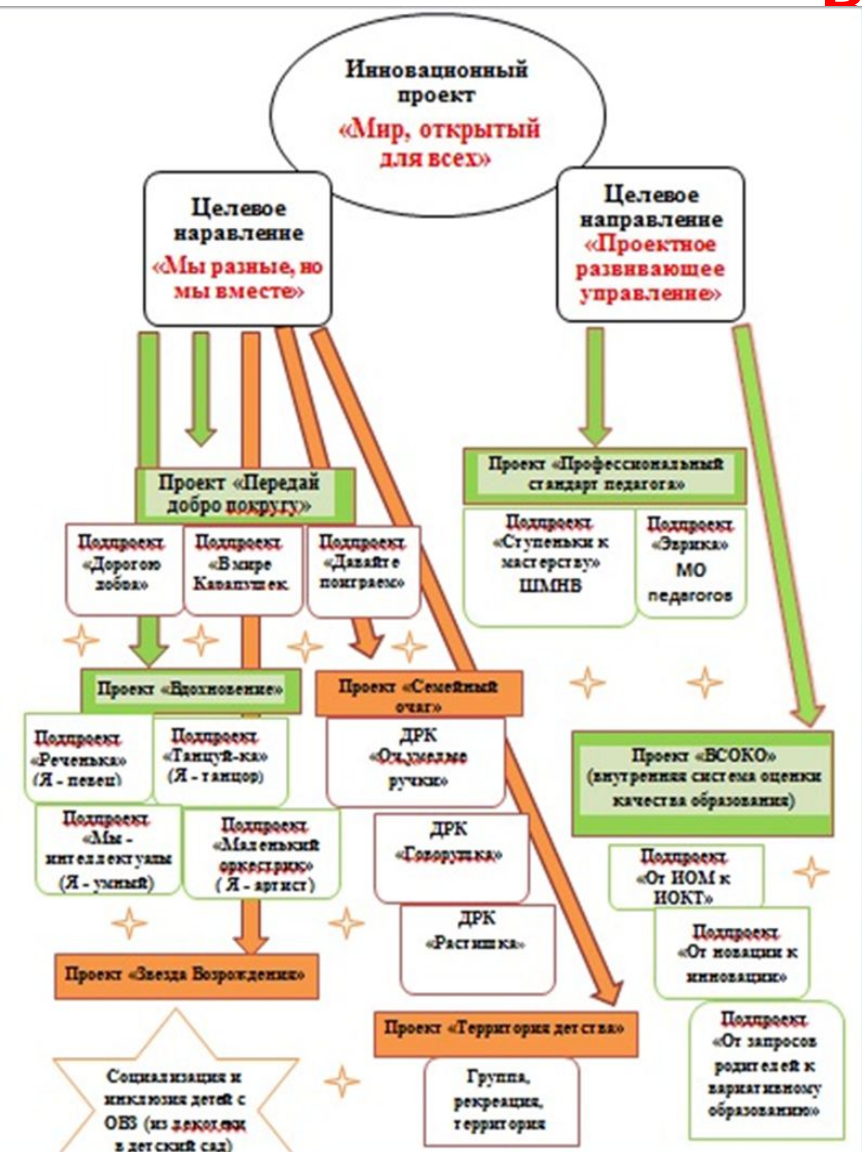 Инновационный
проект
«Мир, открытый
для всех»
Целевое
наравление
«Мы разные, но
мы вместе»
Целевое
направление
«Проектное
развивающее
управление»
Проект «Передай
добро покругу»
Подпроект
«Дорогою
добра»
Подпроект
«В мире
Карапушек
Подпроект
«Давайте
поиграем»
Проект «Профессиональный
стандарт педагога»
Подпроект
«Ступеньки к
мастерству»
ШМНВ
Подпроект
«Эврика»
МО
педагогов
Проект «Вдохновение»
Подпроект
«Реченька»
(Я - певец)
Подпроект
«Танцуй-ка»
(Я - танцор)
Подпроект
«Мы -
интеллектуалы
(Я - умный)
Подпроект
«Маленький
оркестрик»
( Я - артист)
Проект «Семейный
очаг»
ДРК
«Оч.умелые
ручки»
ДРК
«Говорушка»
ДРК
«Растишка»
Проект «ВСОКО»
(внутренняя система оценки
качества образования)
Подпроект
«От ИОМ к
ИОКТ»
Подпроект
«От новации к
инновации»
Подпроект
«От запросов
родителей к
вариативному
образованию»
Проект «Звезда Возрождения»
Социализация и
инклюзия детей с
ОВЗ (из лекотеки
в детский сад)
Проект «Территория детства»
Группа,
рекреация,
территория